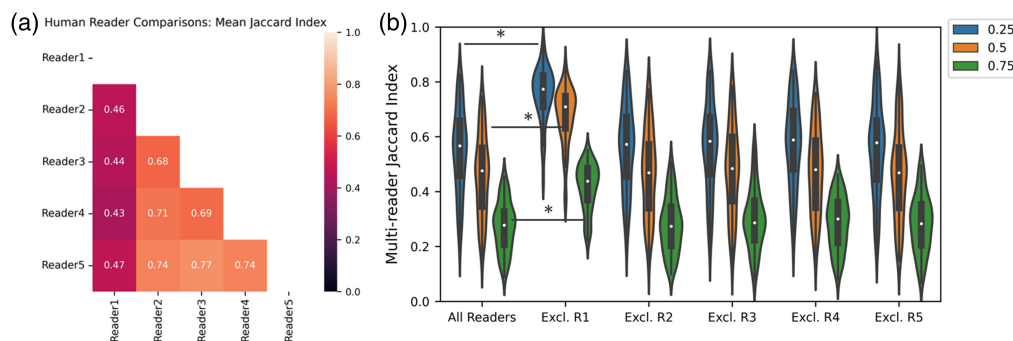 (a)
Human Reader Comparisons: Mean Jaccard Index
Reader1
Reader2
Reader3
Reader4
Reader5
0.46
0.44 0.68
0.43 0.71 0.69
0.47 0.74 0.77 0.74
Reader1 Reader2 Reader3 Reader4 Reader5
1.0
0.8
0.6
0.4
0.2
0.0
(b)
Multi-reader Jaccard Index
1.0
0.8
0.6
0.4
0.2
0.0
*
*
*
All Readers Excl. R1 Excl. R2 Excl. R3 Excl. R4 Excl. R5
0.25
0.5
0.75